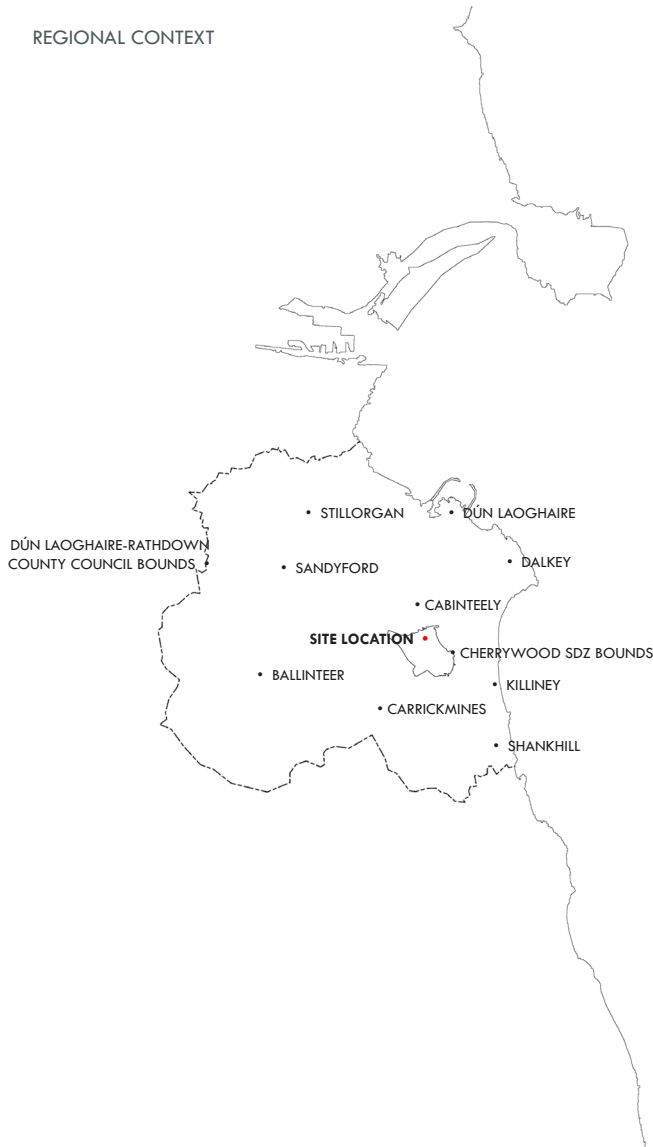 REGIONAL CONTEXT
STILLORGAN
DÚN LAOGHAIRE
DÚN LAOGHAIRE-RATHDOWN
COUNTY COUNCIL BOUNDS
SANDYFORD
DALKEY
CABINTEELY
SITE LOCATION
CHERRYWOOD SDZ BOUNDS
BALLINTEER
KILLINEY
CARRICKMINES
SHANKHILL